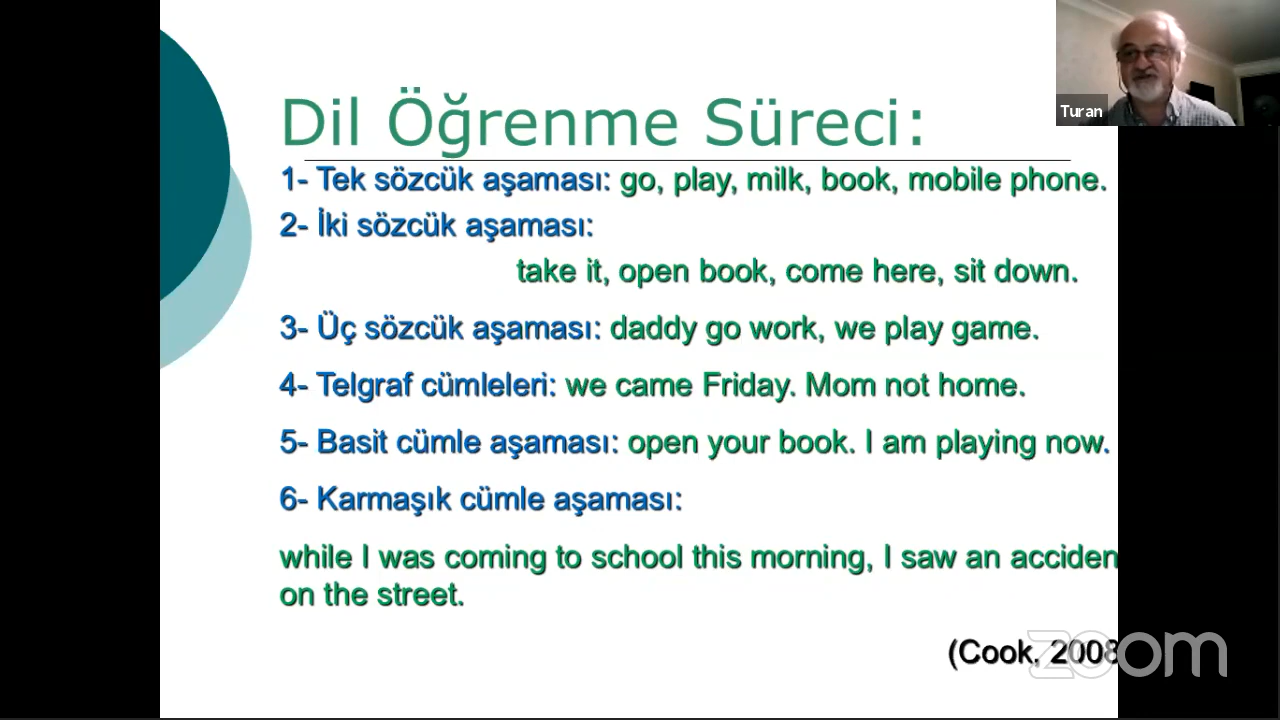 Dil Öğrenme Süreci:
1- Tek sözcük aşaması: go, play, milk, book, mobile phone.
2- İki sözcük aşaması:
take it, open book, come here, sit down.
3- Üç sözcük aşaması: daddy go work, we play game.
4- Telgraf cümleleri: we came Friday. Mom not home.
5- Basit cümle aşaması: open your book. I am playing now.
6- Karmaşık cümle aşaması:
while I was coming to school this morning, I saw an acciden
on the street.
(Cook, 2008
zoom
Turan